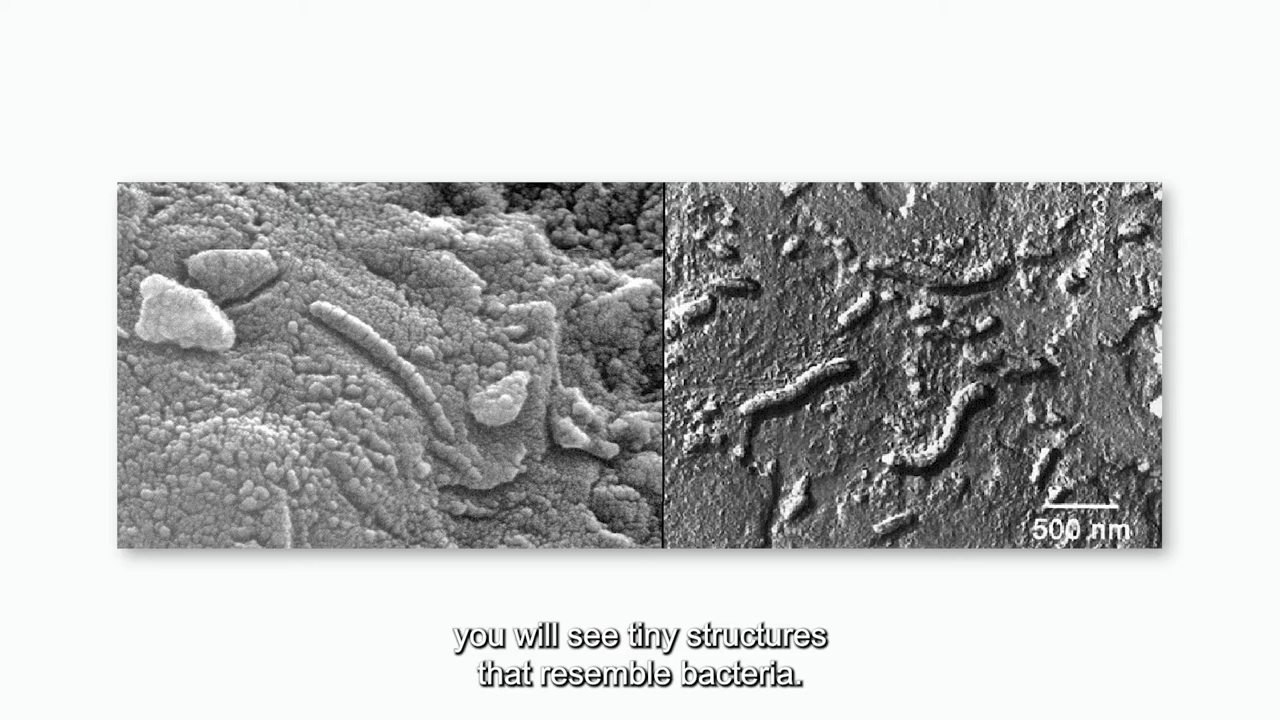 500 nm
you will see tiny structures
that resemble bacteria.